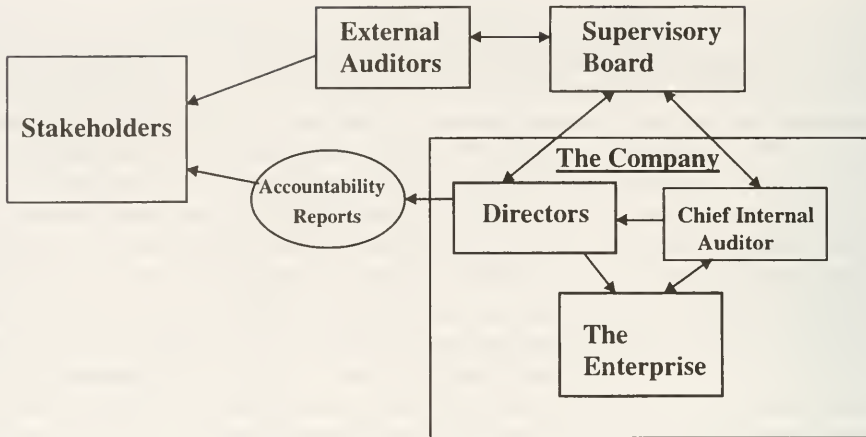 External
Auditors
Supervisory
Board
Stakeholders
The Company
Accountability
Reports
Directors
Chief Internal
Auditor
The
Enterprise